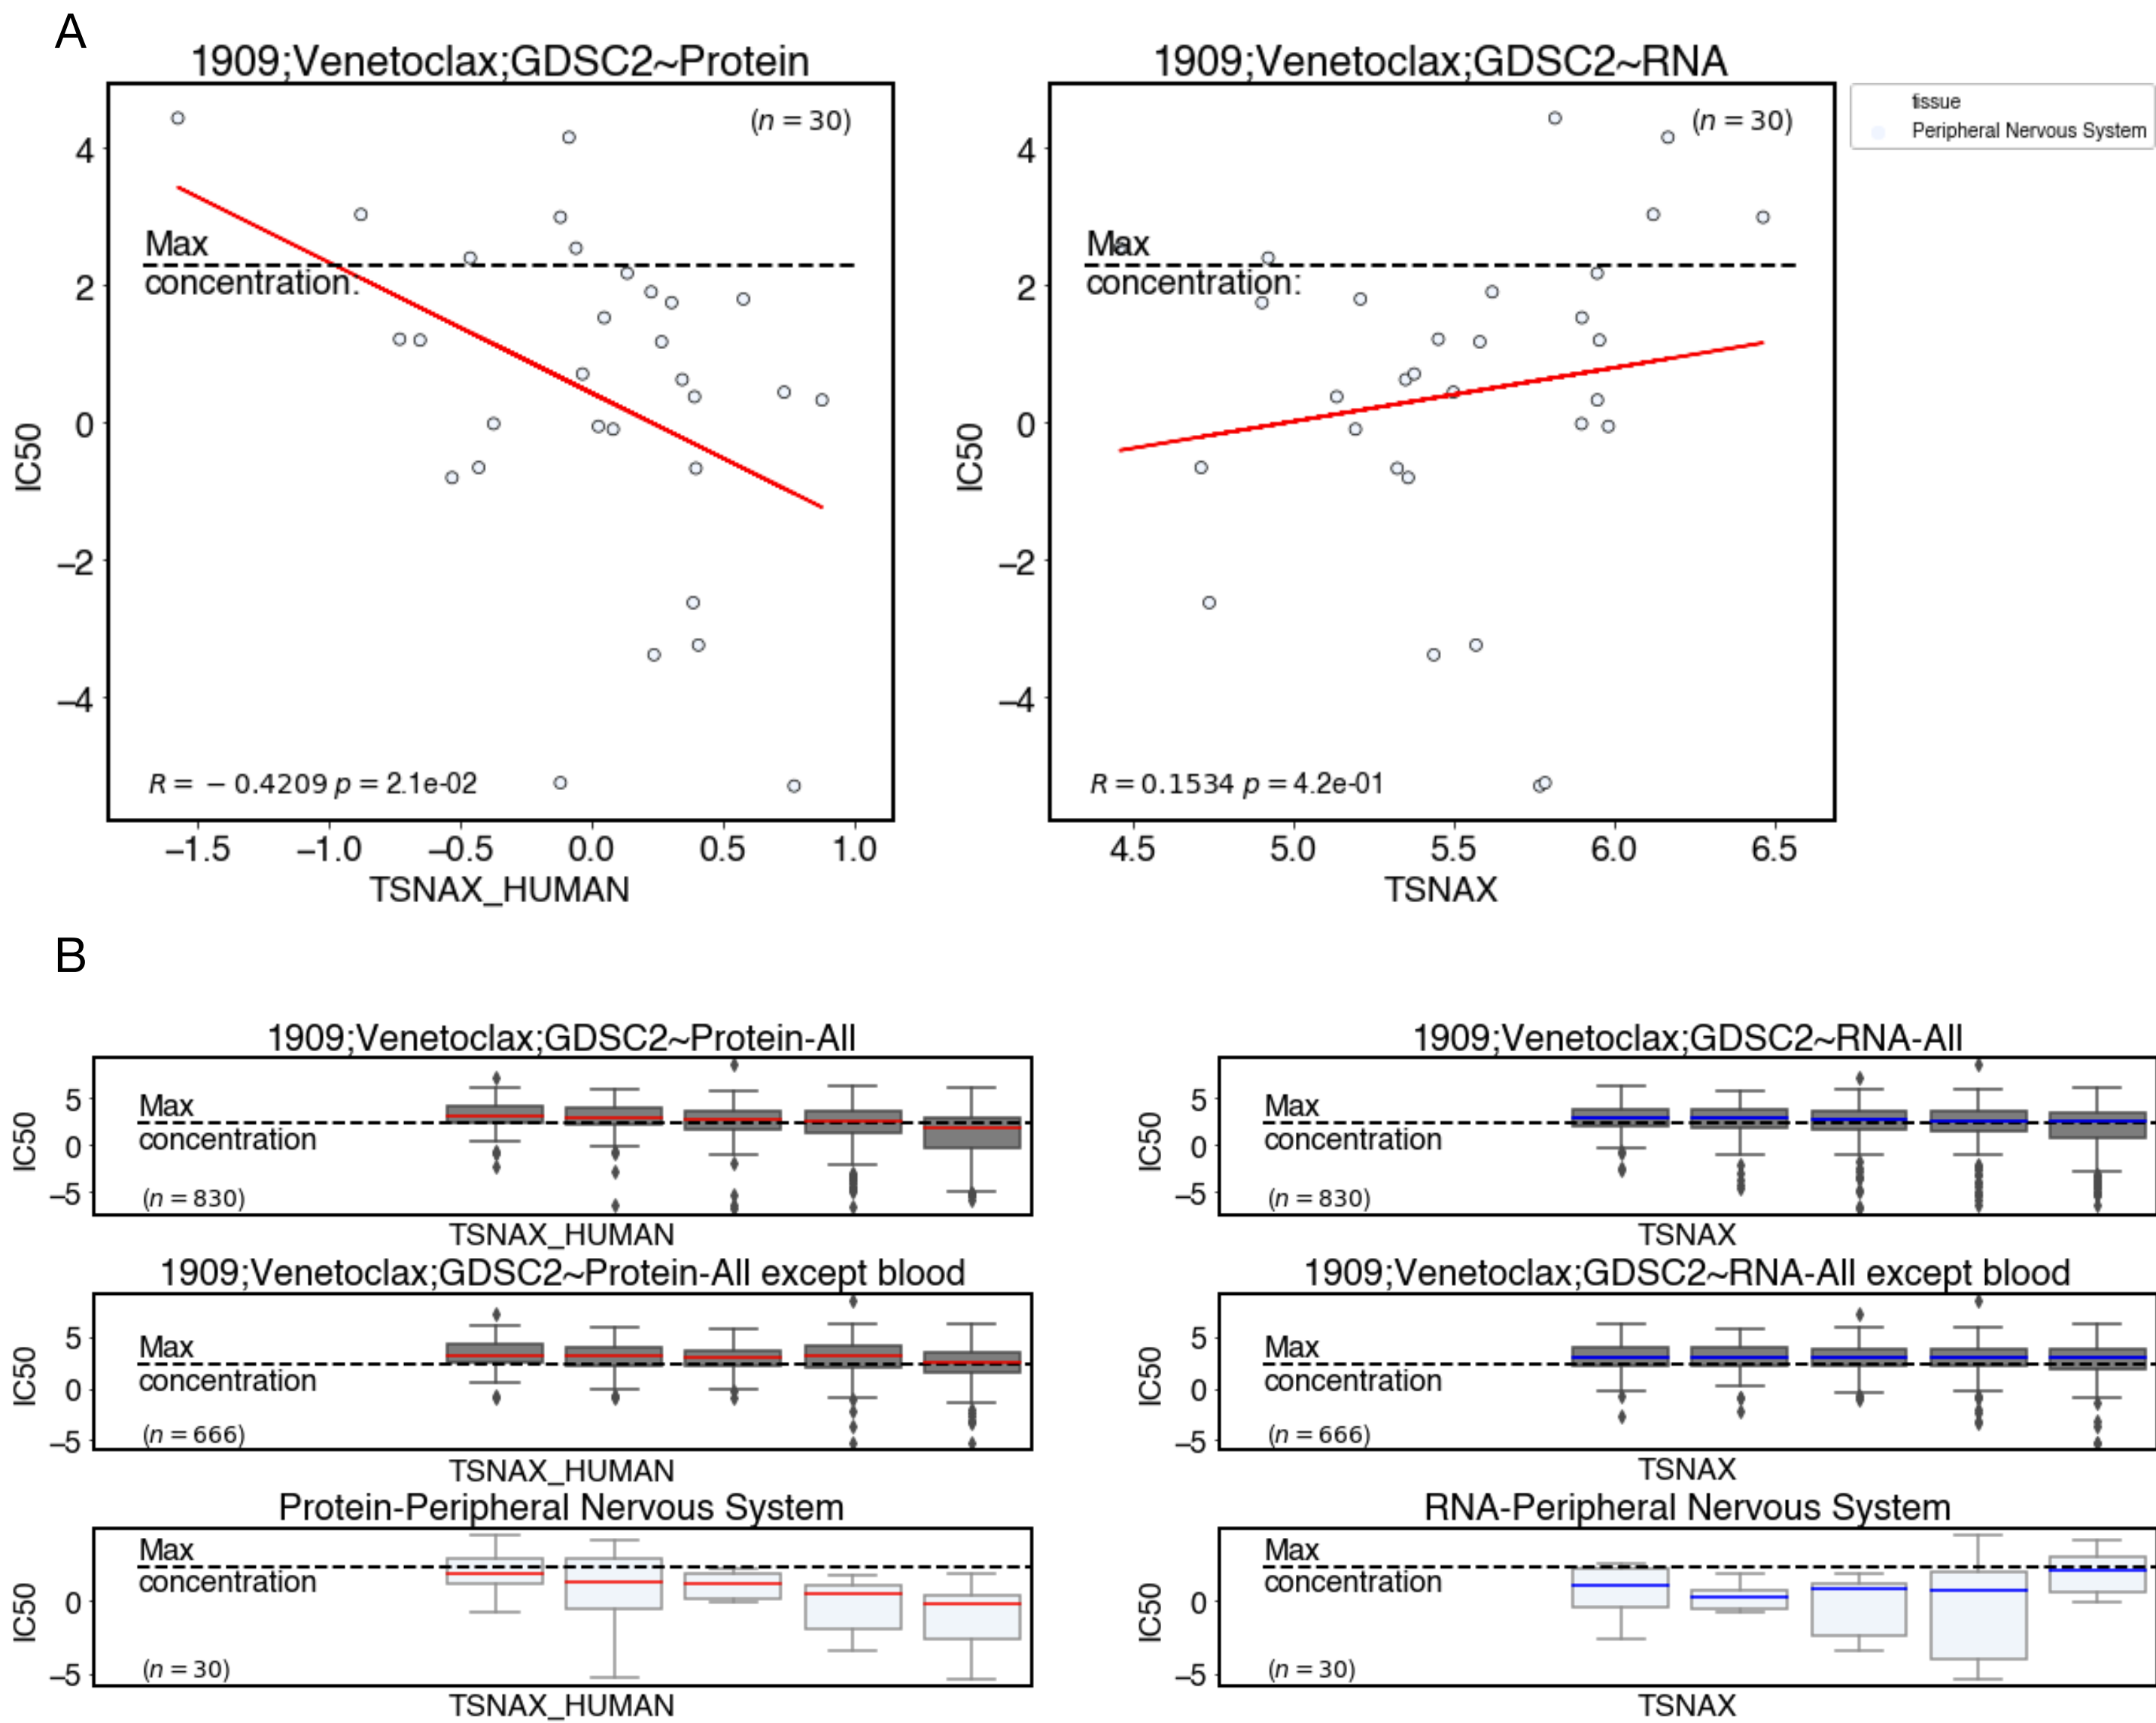 A
1909;Venetoclax;GDSC2~Protein
(n = 30)
4
2
0
−2
−4
IC50
Max
concentration:
R = − 0.4209 p = 2.1e-02
−1.5 −1.0 −0.5 0.0 0.5 1.0
TSNAX_HUMAN
1909;Venetoclax;GDSC2~RNA
(n = 30)
4
2
0
−2
−4
IC50
Max
concentration:
R = 0.1534 p = 4.2e-01
4.5 5.0 5.5 6.0 6.5
TSNAX
tissue
Peripheral Nervous System
B
1909;Venetoclax;GDSC2~Protein-All
5
0
−5
IC50
Max
concentration
(n = 830)
TSNAX_HUMAN
1909;Venetoclax;GDSC2~RNA-All
5
0
−5
IC50
Max
concentration
(n = 830)
TSNAX
1909;Venetoclax;GDSC2~Protein-All except blood
5
0
−5
IC50
Max
concentration
(n = 666)
TSNAX_HUMAN
1909;Venetoclax;GDSC2~RNA-All except blood
5
0
−5
IC50
Max
concentration
(n = 666)
TSNAX
Protein-Peripheral Nervous System
0
−5
IC50
Max
concentration
(n = 30)
TSNAX_HUMAN
RNA-Peripheral Nervous System
0
−5
IC50
Max
concentration
(n = 30)
TSNAX